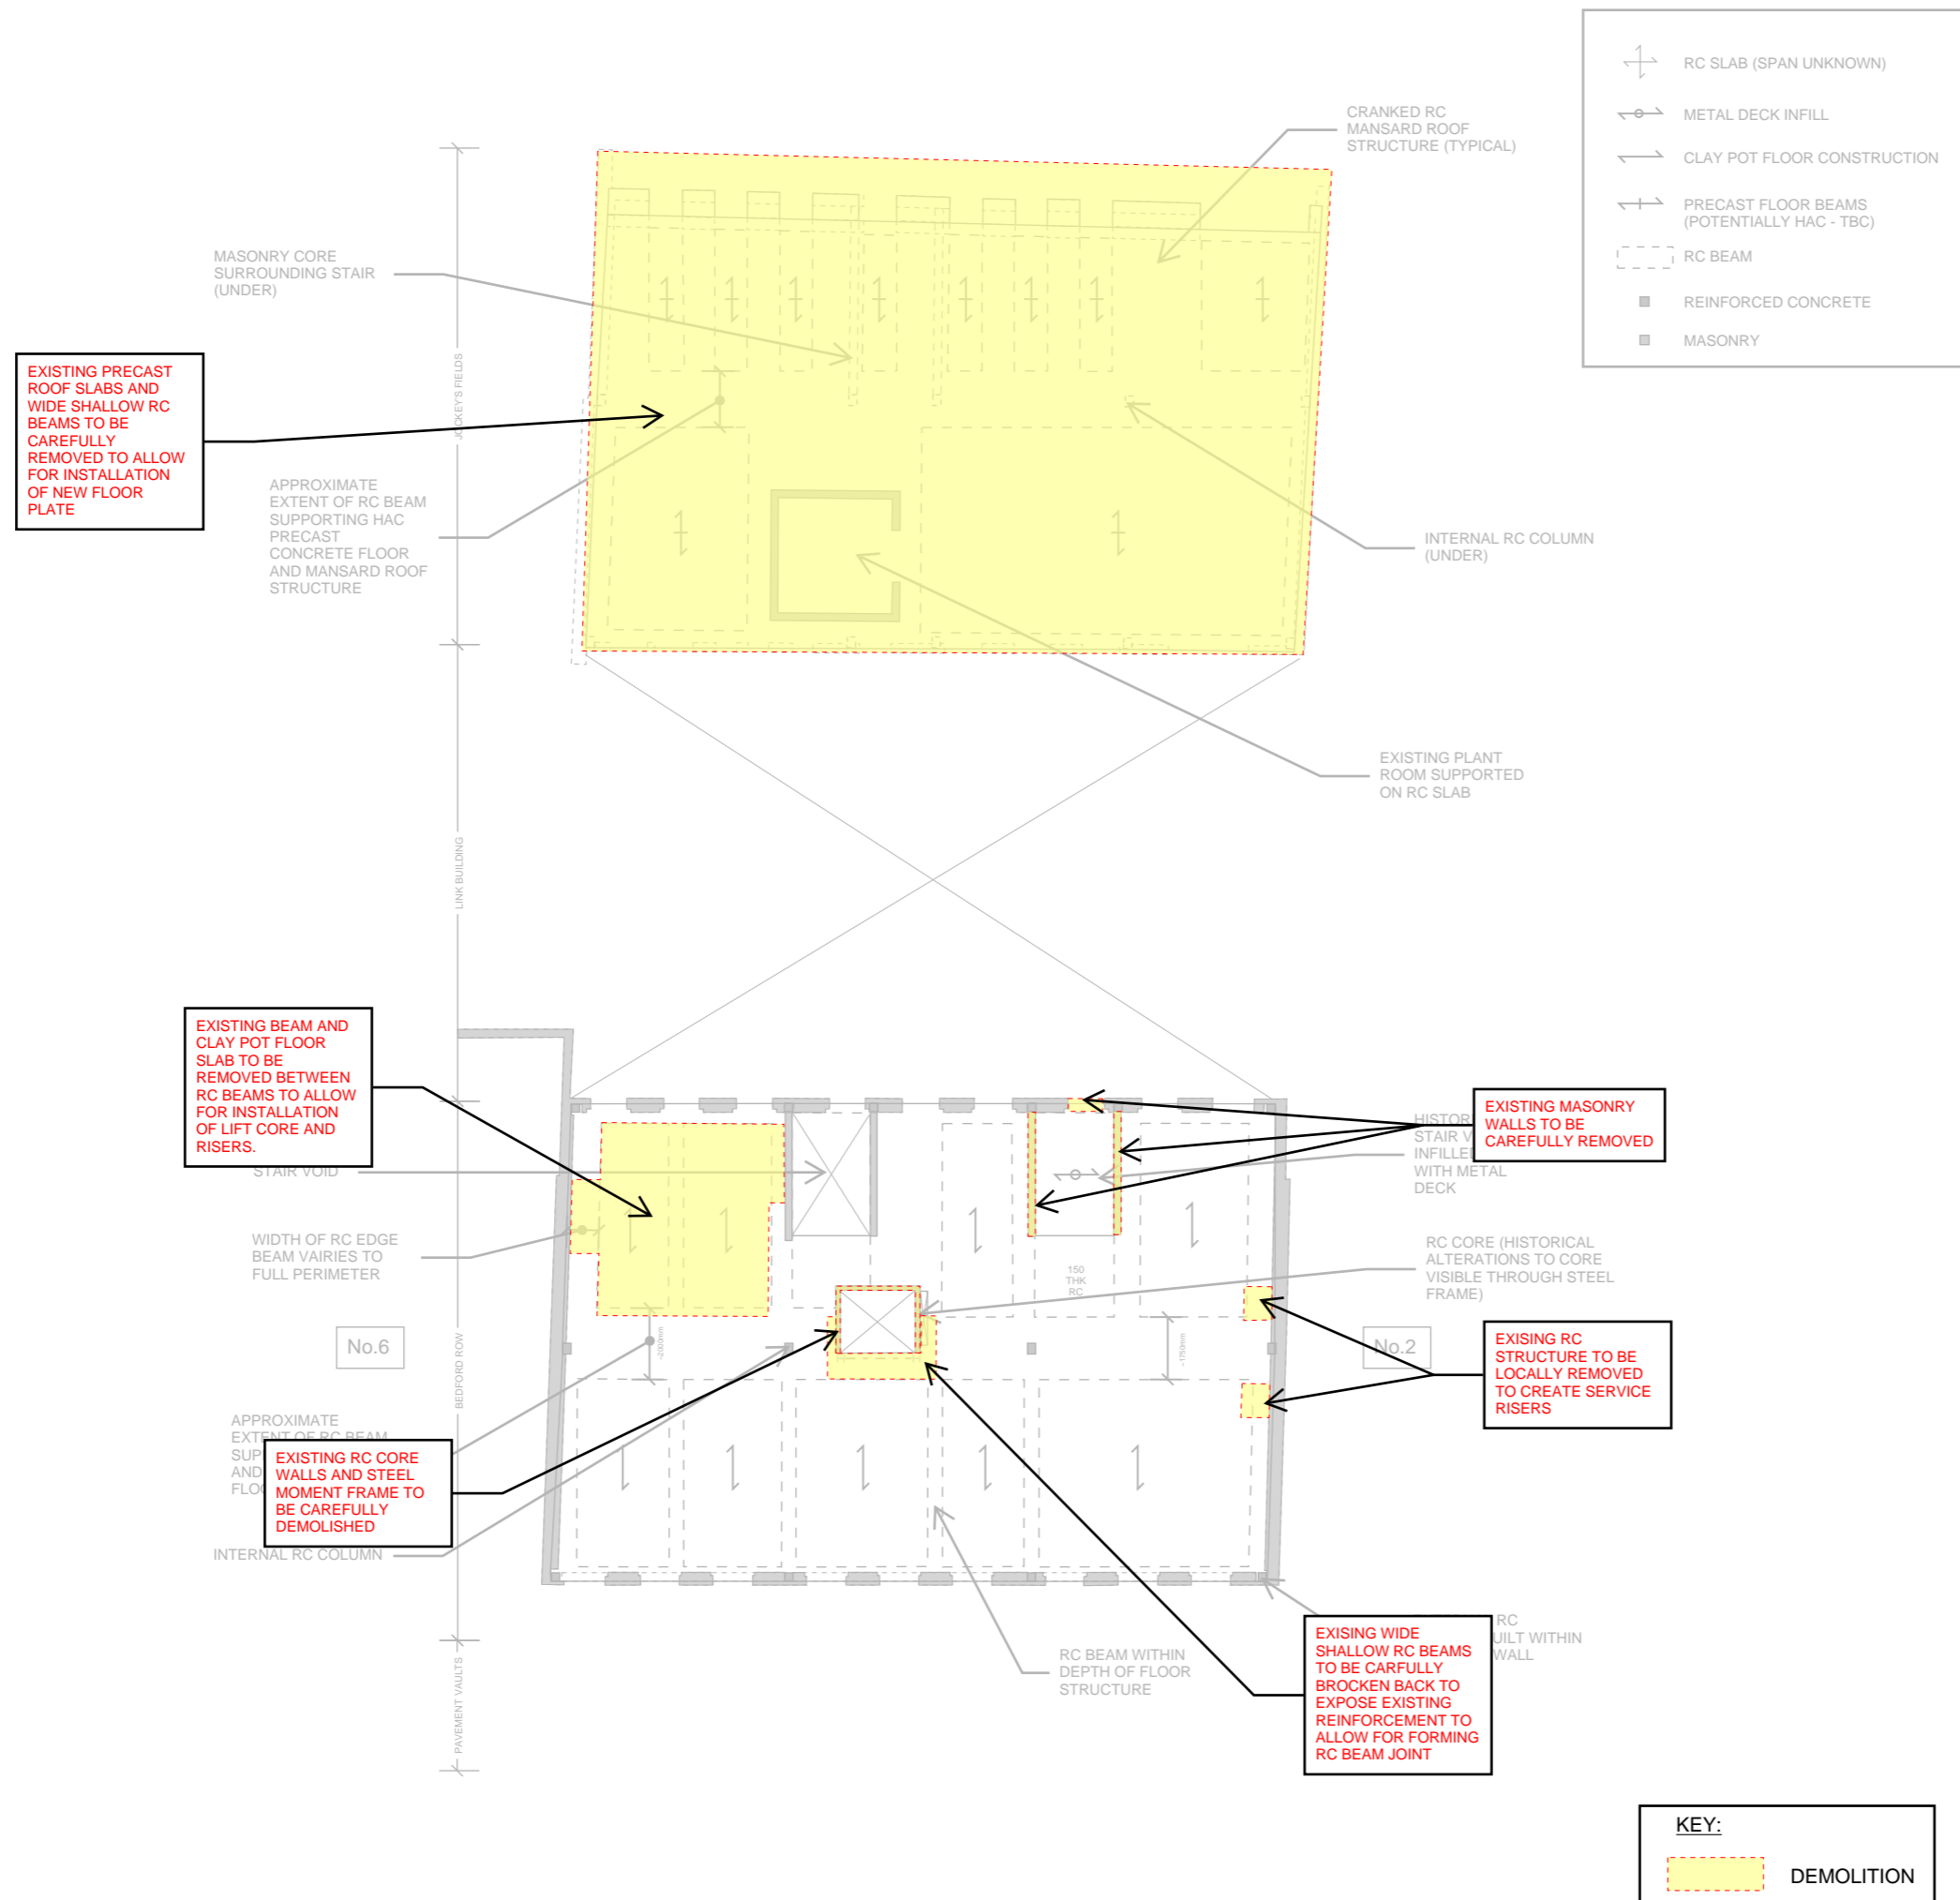 RC SLAB (SPAN UNKNOWN)
METAL DECK INFILL
CLAY POT FLOOR CONSTRUCTION
PRECAST FLOOR BEAMS
(POTENTIALLY HAC - TBC)
RC BEAM
REINFORCED CONCRETE
MASONRY
CRANKED RC
MANSARD ROOF
STRUCTURE (TYPICAL)
MASONRY CORE
SURROUNDING STAIR
(UNDER)
EXISTING PRECAST
ROOF SLABS AND
WIDE SHALLOW RC
BEAMS TO BE
CAREFULLY
REMOVED TO ALLOW
FOR INSTALLATION
OF NEW FLOOR
PLATE
JOCKEY'S FIELDS
APPROXIMATE
EXTENT OF RC BEAM
SUPPORTING HAC
PRECAST
CONCRETE FLOOR
AND MANSARD ROOF
STRUCTURE
INTERNAL RC COLUMN
(UNDER)
EXISTING PLANT
ROOM SUPPORTED
ON RC SLAB
LINK BUILDING
EXISTING BEAM AND
CLAY POT FLOOR
SLAB TO BE
REMOVED BETWEEN
RC BEAMS TO ALLOW
FOR INSTALLATION
OF LIFT CORE AND
RISERS.
STAIR VOID
EXISTING MASONRY
WALLS TO BE
CAREFULLY REMOVED
STAIR
WITH METAL
DECK
WIDTH OF RC EDGE
BEAM VAIRIES TO
FULL PERIMETER
RC CORE (HISTORICAL
ALTERATIONS TO CORE
VISIBLE THROUGH STEEL
FRAME)
150
THK
RC
~2000mm
~1750mm
No.6
No.2
BEDFORD ROW
EXISING RC
STRUCTURE TO BE
LOCALLY REMOVED
TO CREATE SERVICE
RISERS
APPROXIMATE
EXTENT OF RC BEAM
AND
EXISTING RC CORE
WALLS AND STEEL
MOMENT FRAME TO
BE CAREFULLY
DEMOLISHED
INTERNAL RC COLUMN
RC BEAM WITHIN
DEPTH OF FLOOR
STRUCTURE
RC
WITHIN
WALL
EXISING WIDE
SHALLOW RC BEAMS
TO BE CARFULLY
BROCKEN BACK TO
EXPOSE EXISTING
REINFORCEMENT TO
ALLOW FOR FORMING
RC BEAM JOINT
PAVEMENT VAULTS
KEY:
DEMOLITION